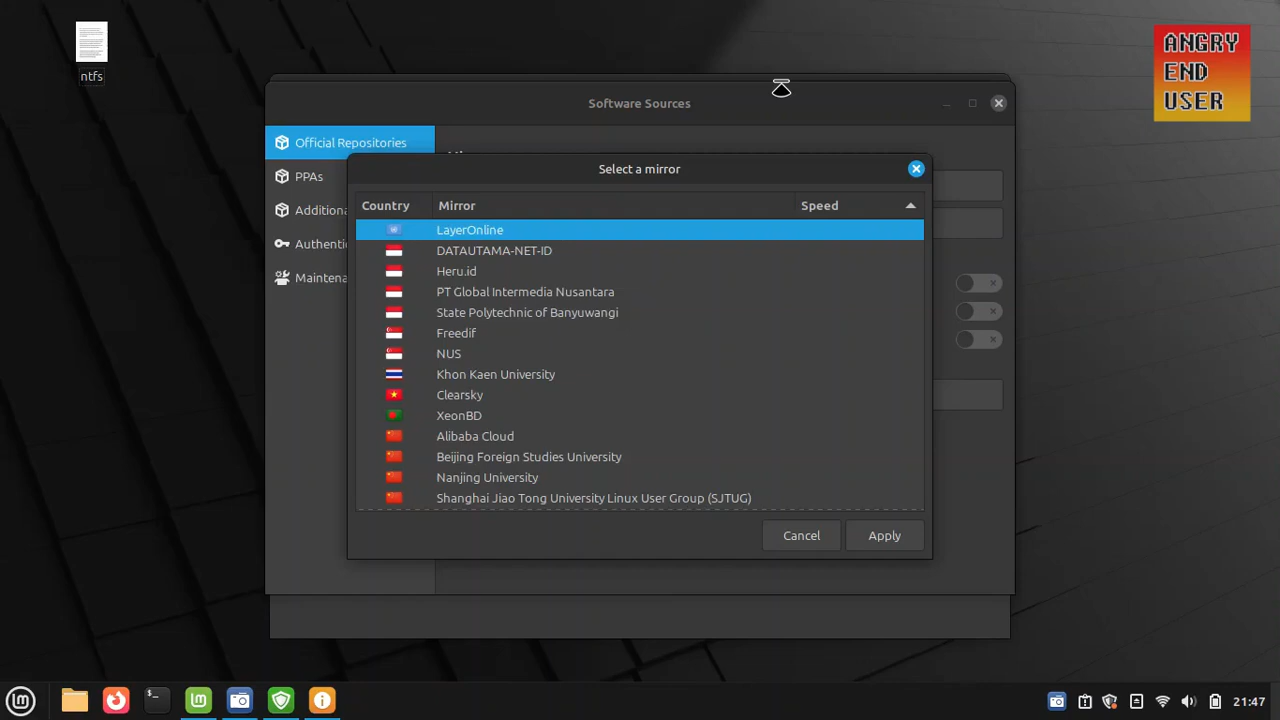 ntfs
ANGRY
END
USER
Software Sources
Official Repositories
PPAs
Additiona
Authenti
Maintena
Select a mirror
Country Mirror Speed
LayerOnline
DATAUTAMA-NET-ID
Heru.id
PT Global Intermedia Nusantara
State Polytechnic of Banyuwangi
Freedif
NUS
Khon Kaen University
Clearsky
XeonBD
Alibaba Cloud
Beijing Foreign Studies University
Nanjing University
Shanghai Jiao Tong University Linux User Group (SJTUG)
Cancel Apply
21:47